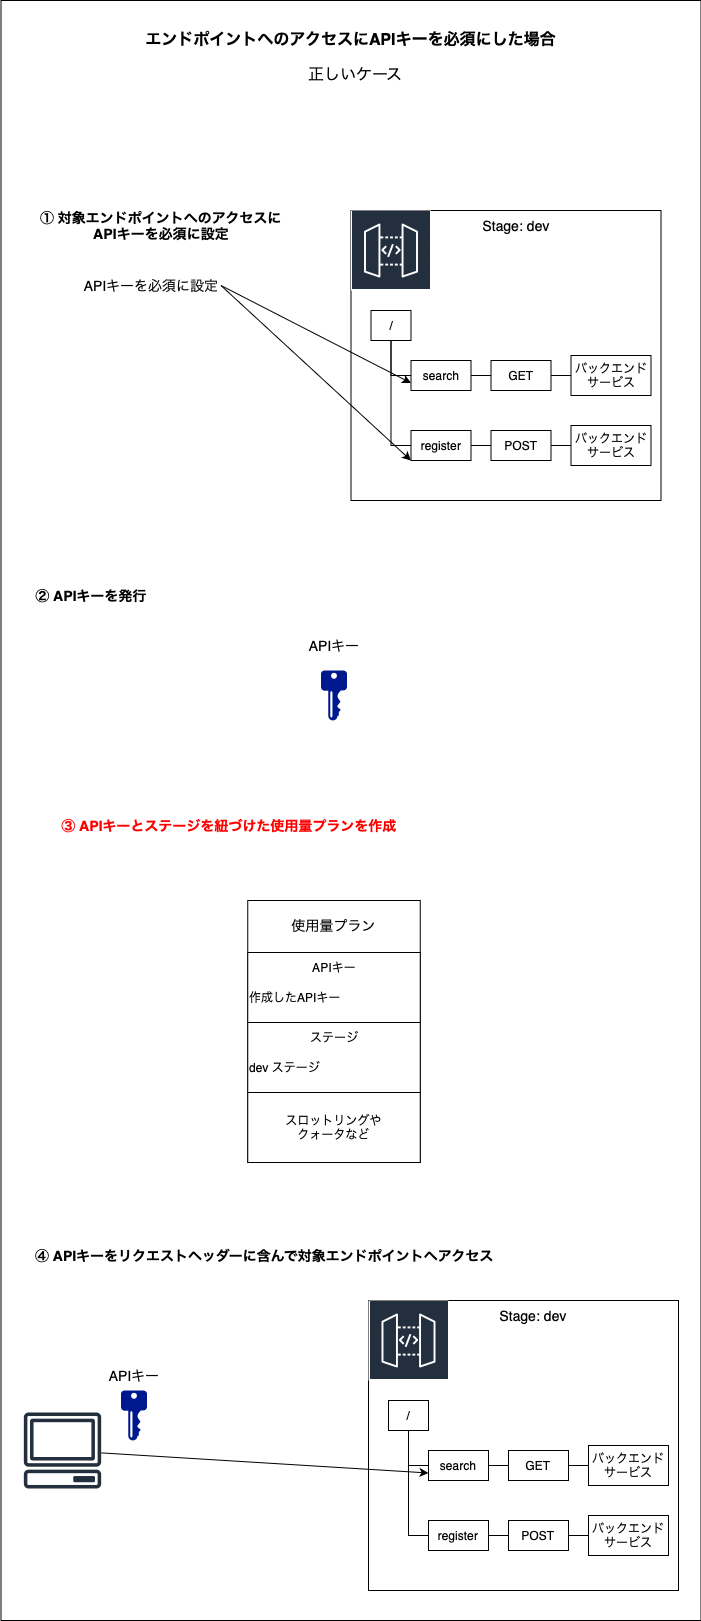 エンドポイントへのアクセスにAPIキーを必須にした場合
正しいケース
① 対象エンドポイントへのアクセスに
APIキーを必須に設定
APIキーを必須に設定
Stage: dev
</>
/
search
GET
バックエンド
サービス
register
POST
バックエンド
サービス
② APIキーを発行
APIキー
③ APIキーとステージを紐づけた使用量プランを作成
使用量プラン
APIキー
作成したAPIキー
ステージ
dev ステージ
スロットリングや
クォータなど
④ APIキーをリクエストヘッダーに含んで対象エンドポイントへアクセス
Stage: dev
</>
APIキー
/
search
GET
バックエンド
サービス
register
POST
バックエンド
サービス